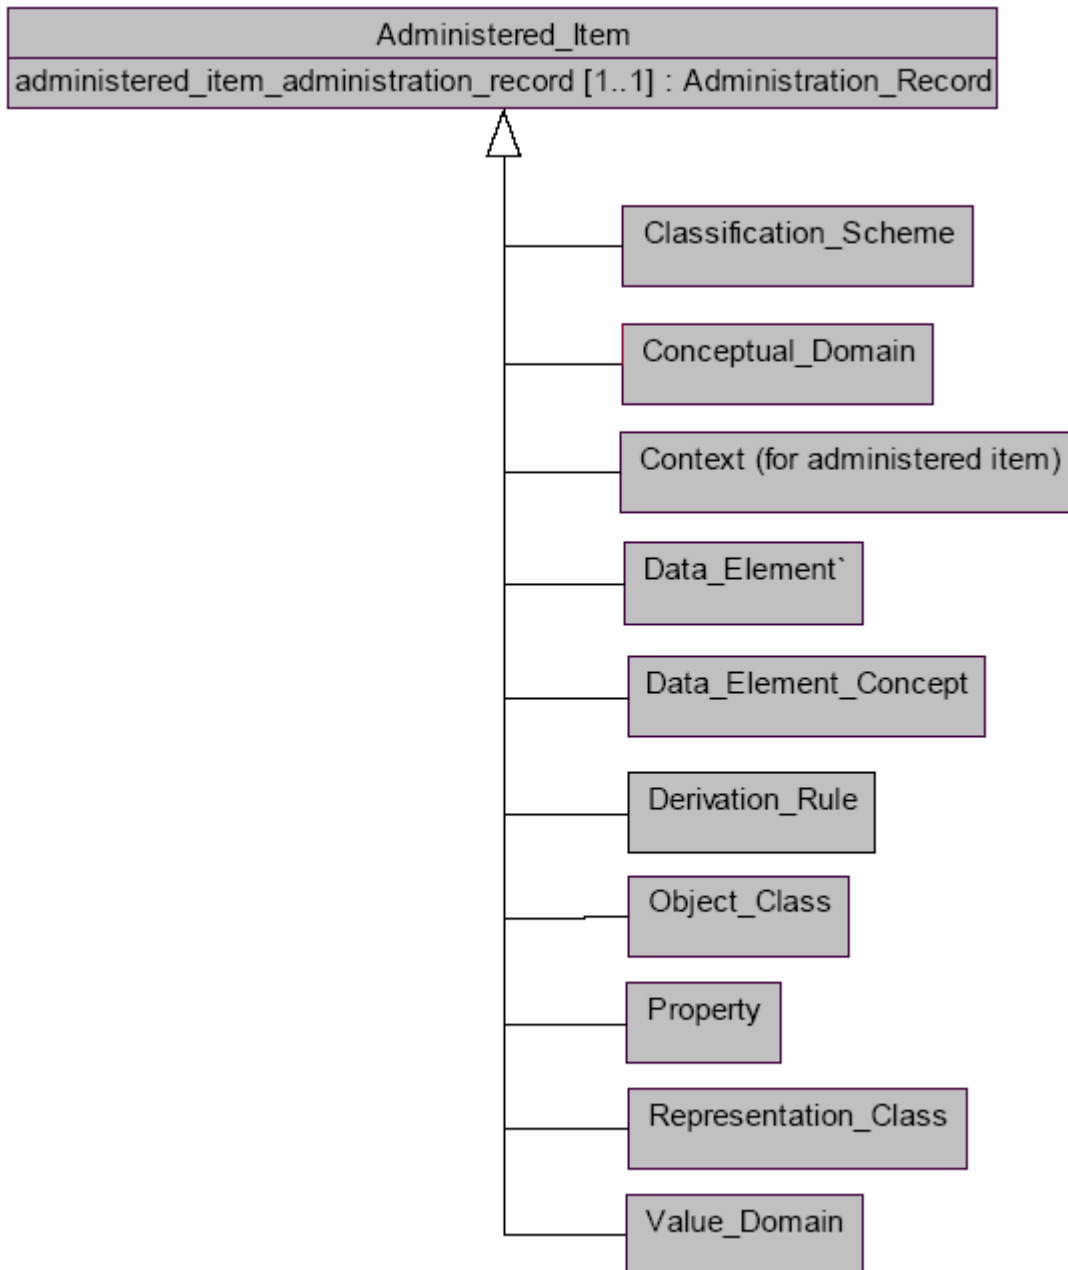 Administered_Item
administered_item_administration_record [1..1] : Administration_Record
Classification_Scheme
Conceptual_Domain
Context (for administered item)
Data_Element`
Data_Element_Concept
Derivation_Rule
Object_Class
Property
Representation_Class
Value_Domain